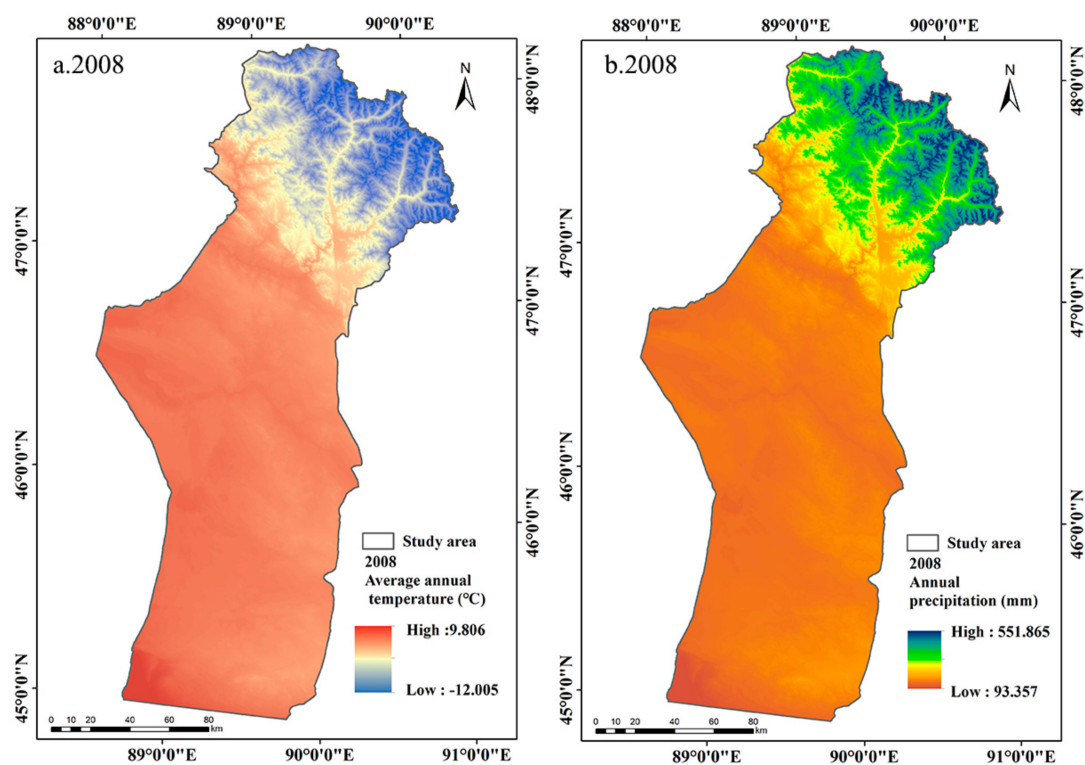 88°0'0"E 89°0'0"E 90°0'0"E
a.2008
N
48°0'0"N
47°0'0"N
47°0'0"N
46°0'0"N
46°0'0"N
45°0'0"N
Study area
2008
Average annual
temperature (°C)
High :9.806
Low : -12.005
0 10 20 40 60 80
km
89°0'0"E 90°0'0"E 91°0'0"E
88°0'0"E 89°0'0"E 90°0'0"E
b.2008
N
48°0'0"N
47°0'0"N
47°0'0"N
46°0'0"N
46°0'0"N
45°0'0"N
Study area
2008
Annual
precipitation (mm)
High : 551.865
Low : 93.357
0 10 20 40 60 80
km
89°0'0"E 90°0'0"E 91°0'0"E